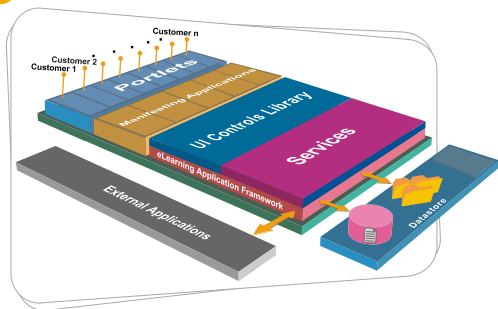 Customer n
Customer 2
Customer 1
Portlets
Manifesting Applications
UI Controls Library
Services
eLearning Application Framework
External Applications
Datastore